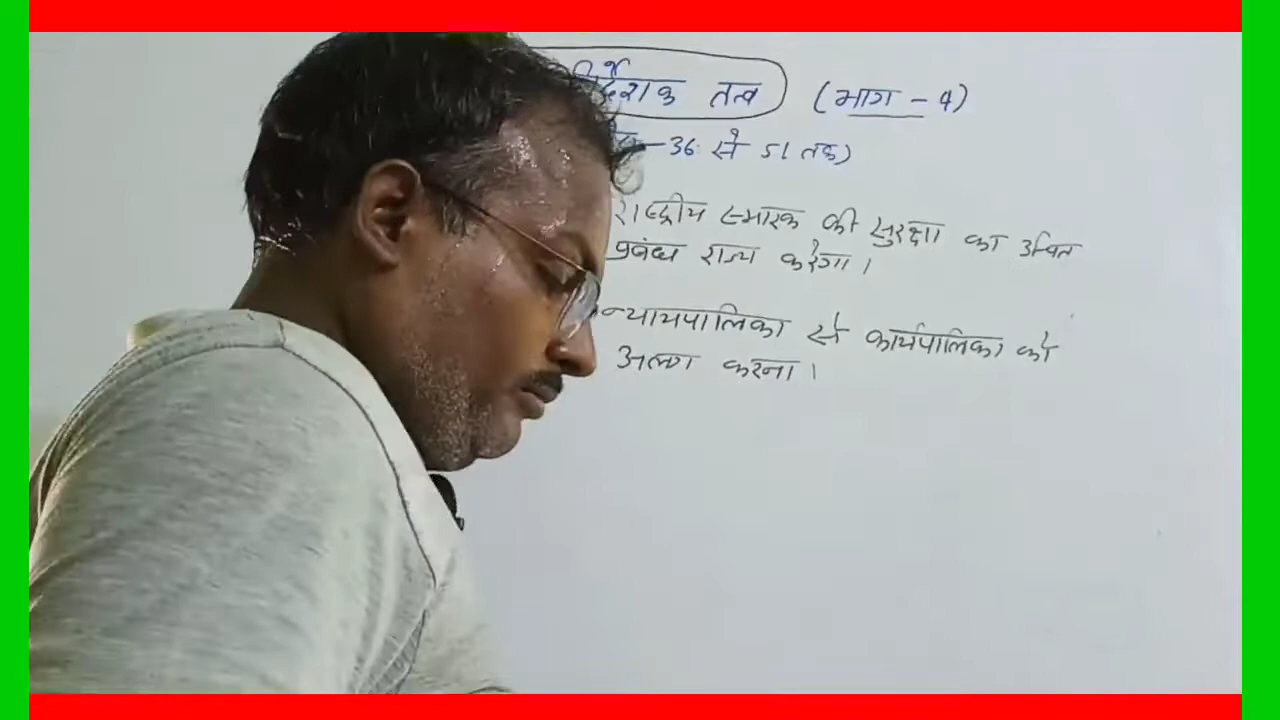 निर्देशक तत्व (भाग - 4)
-36 से 51 तक)
राष्ट्रीय स्मारक की सुरक्षा का उचित
प्रबंध राज्य करेगा।
न्यायपालिका से कार्यपालिका को
अलग करना।